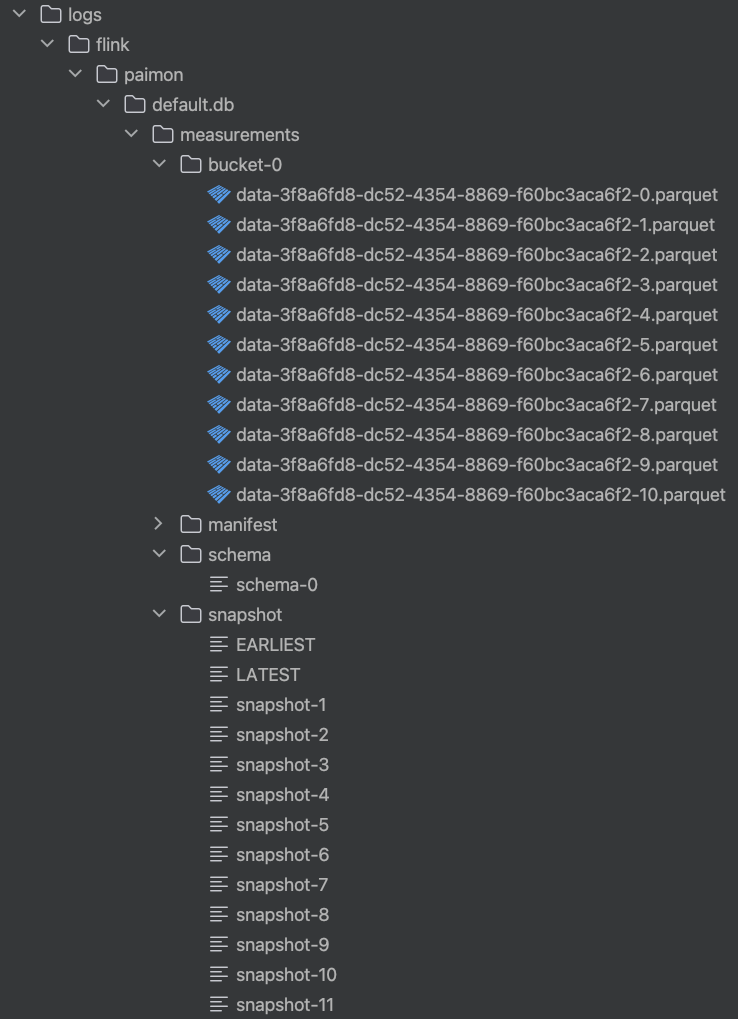 logs
flink
paimon
default.db
measurements
bucket-0
data-3f8a6fd8-dc52-4354-8869-f60bc3aca6f2-0.parquet
data-3f8a6fd8-dc52-4354-8869-f60bc3aca6f2-1.parquet
data-3f8a6fd8-dc52-4354-8869-f60bc3aca6f2-2.parquet
data-3f8a6fd8-dc52-4354-8869-f60bc3aca6f2-3.parquet
data-3f8a6fd8-dc52-4354-8869-f60bc3aca6f2-4.parquet
data-3f8a6fd8-dc52-4354-8869-f60bc3aca6f2-5.parquet
data-3f8a6fd8-dc52-4354-8869-f60bc3aca6f2-6.parquet
data-3f8a6fd8-dc52-4354-8869-f60bc3aca6f2-7.parquet
data-3f8a6fd8-dc52-4354-8869-f60bc3aca6f2-8.parquet
data-3f8a6fd8-dc52-4354-8869-f60bc3aca6f2-9.parquet
data-3f8a6fd8-dc52-4354-8869-f60bc3aca6f2-10.parquet
manifest
schema
schema-0
snapshot
EARLIEST
LATEST
snapshot-1
snapshot-2
snapshot-3
snapshot-4
snapshot-5
snapshot-6
snapshot-7
snapshot-8
snapshot-9
snapshot-10
snapshot-11